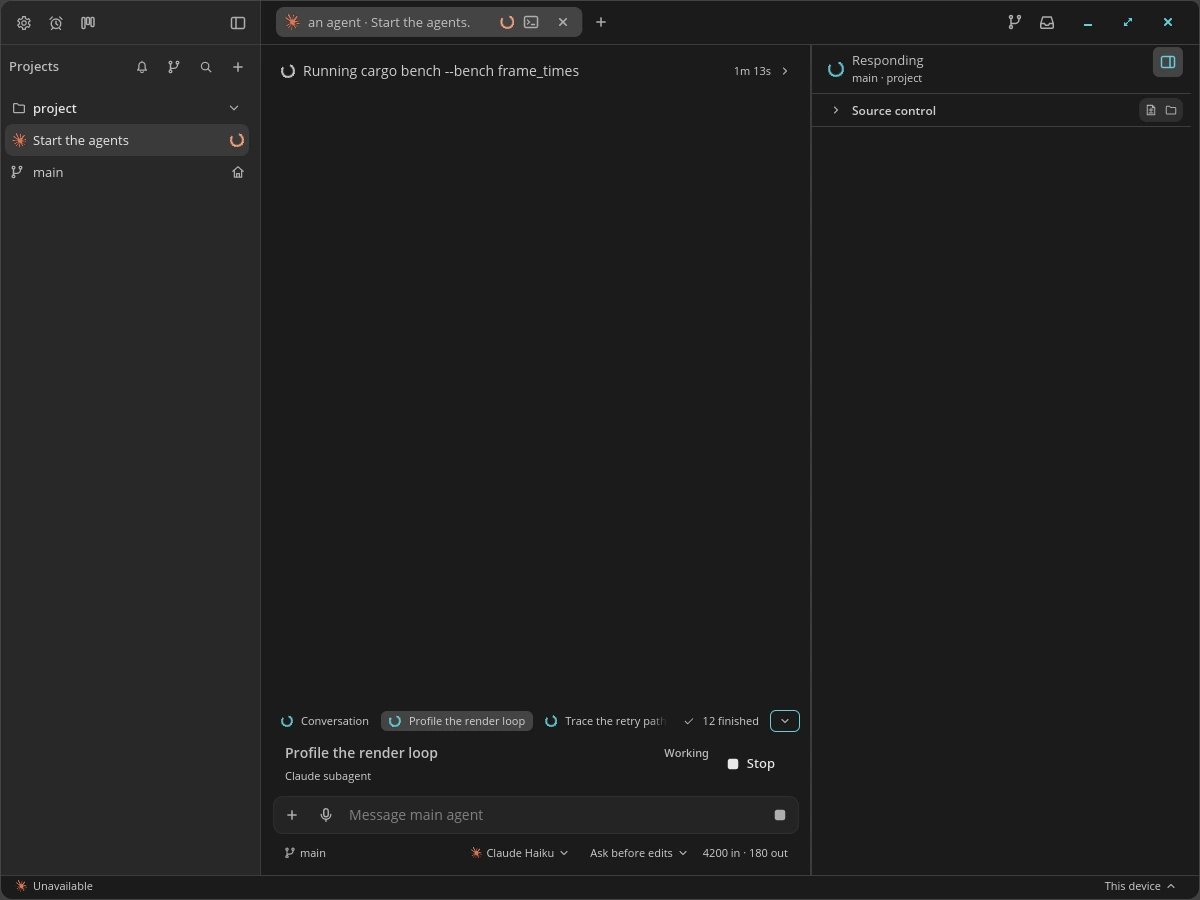 an agent · Start the agents.
Projects
project
Start the agents
main
Running cargo bench --bench frame_times
1m 13s
Responding
main · project
Source control
Conversation
Profile the render loop
Trace the retry path
12 finished
Profile the render loop
Working
Stop
Claude subagent
Message main agent
main
Claude Haiku
Ask before edits
4200 in · 180 out
Unavailable
This device